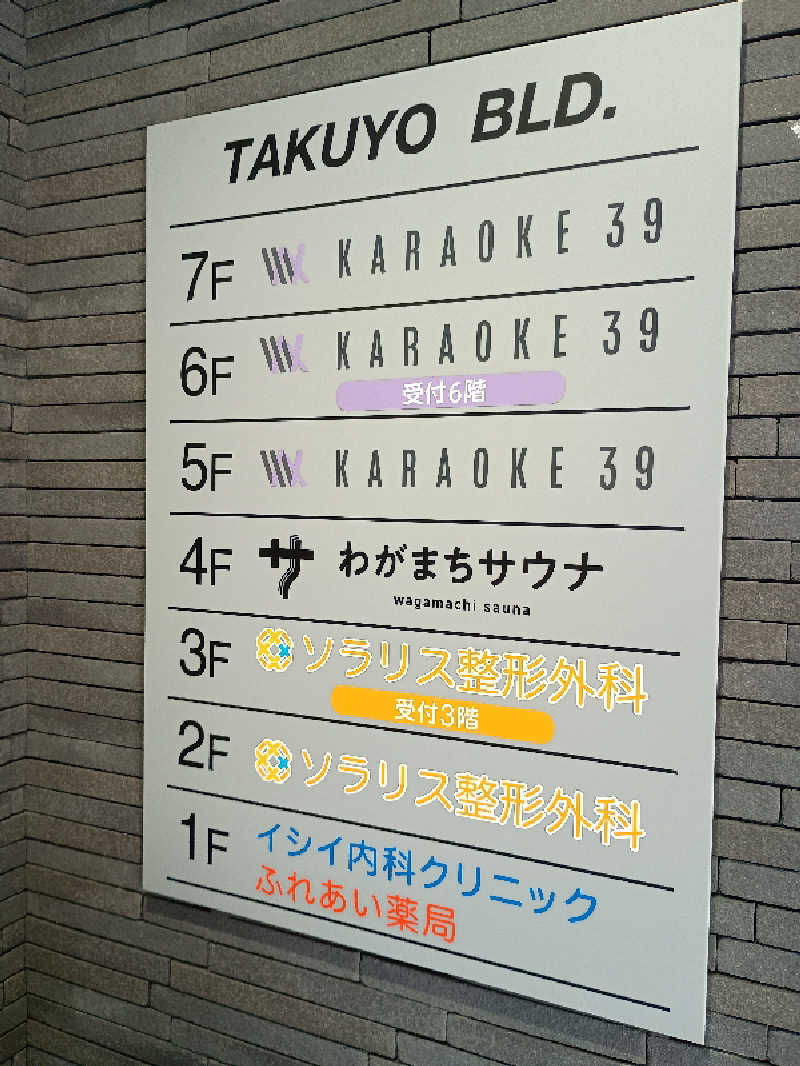 TAKUYO BLD.
7F KARAOKE 39
6F KARAOKE 39
受付6階
5F KARAOKE 39
4F サ わがまちサウナ
wagamachi sauna
3F ソラリス整形外科
受付3階
2F ソラリス整形外科
1F イシイ内科クリニック
ふれあい薬局